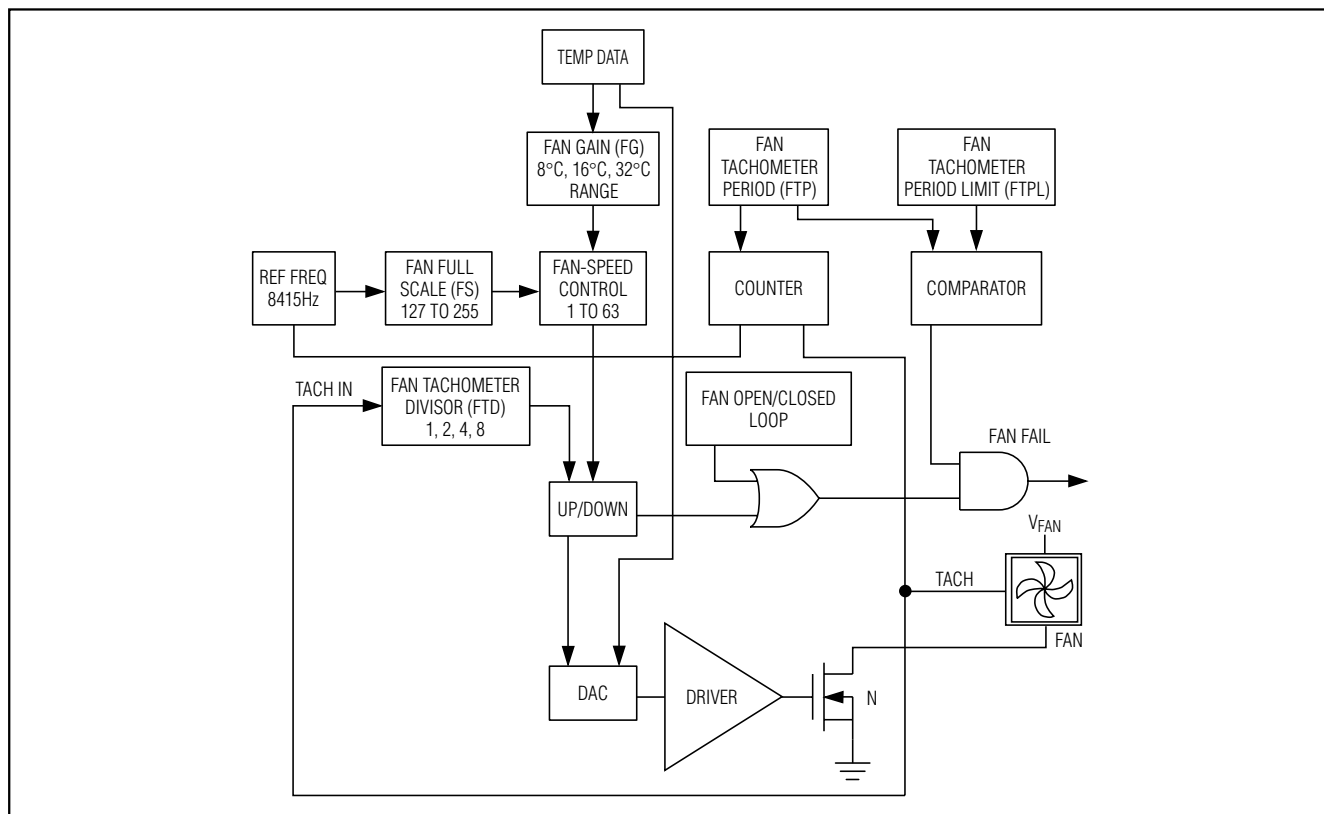 TEMP DATA
FAN GAIN (FG)
8°C, 16°C, 32°C
RANGE
FAN
TACHOMETER
PERIOD (FTP)
FAN
TACHOMETER
PERIOD LIMIT (FTPL)
REF FREQ
8415Hz
FAN FULL
SCALE (FS)
127 TO 255
FAN-SPEED
CONTROL
1 TO 63
COUNTER
COMPARATOR
TACH IN
FAN TACHOMETER
DIVISOR (FTD)
1, 2, 4, 8
FAN OPEN/CLOSED
LOOP
FAN FAIL
UP/DOWN
VFAN
TACH
FAN
DAC
DRIVER
N